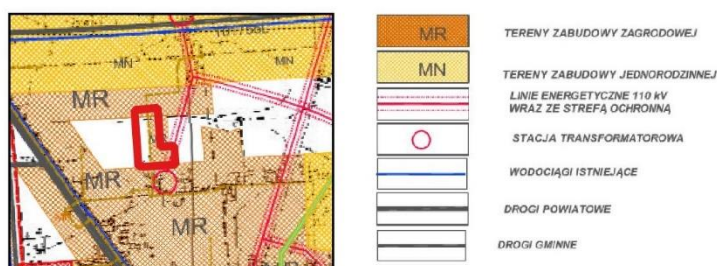 MN
MN
MR
MR
MR
MR
TERENY ZABUDOWY ZAGRODOWEJ
MN
TERENY ZABUDOWY JEDNORODZINNEJ
LINIE ENERGETYCZNE 110 kV
WRAZ ZE STREFĄ OCHRONNĄ
STACJA TRANSFORMATOROWA
WODOCIĄGI ISTNIEJĄCE
DROGI POWIATOWE
DROGI GMINNE